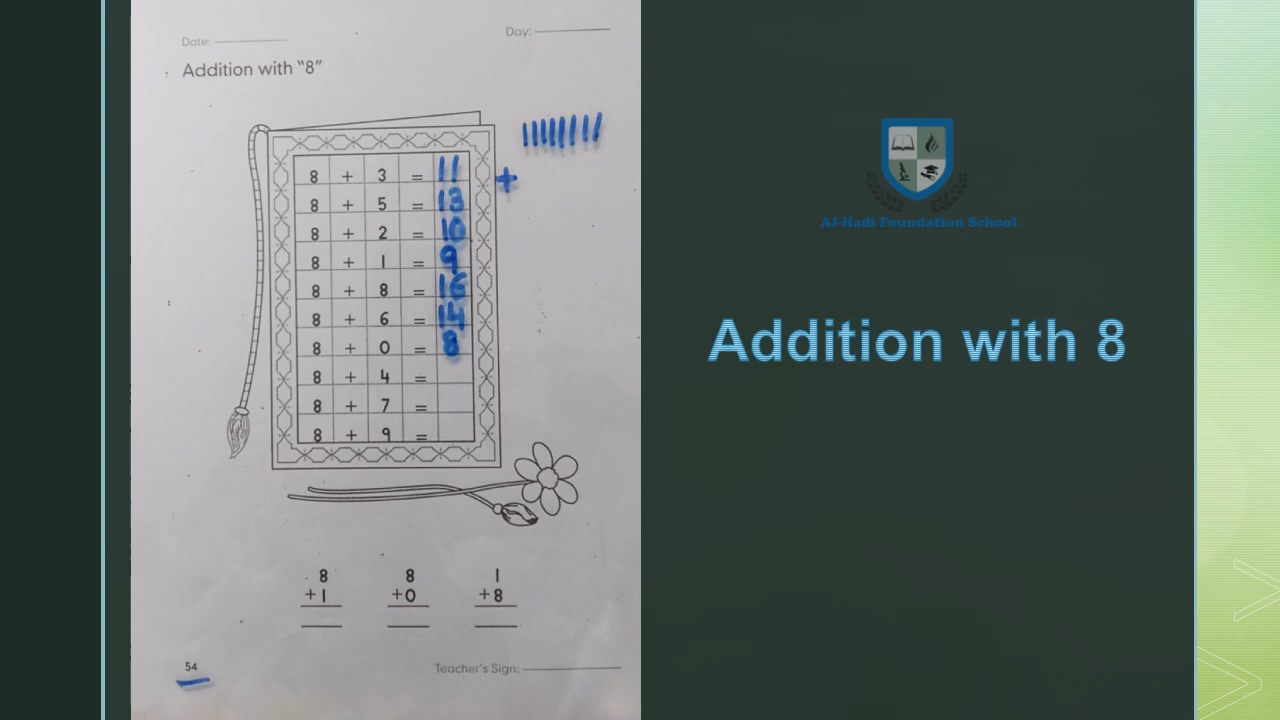 Date:
Day:
Addition with "8"
8 + 3 = 11
8 + 5 = 13
8 + 2 = 10
8 + 1 = 9
8 + 8 = 16
8 + 6 = 14
8 + 0 = 8
8 + 4 =
8 + 7 =
8 + 9 =
+
8
+1
8
+0
1
+8
54
Teacher's Sign:
Al-Hadi Foundation School
Addition with 8